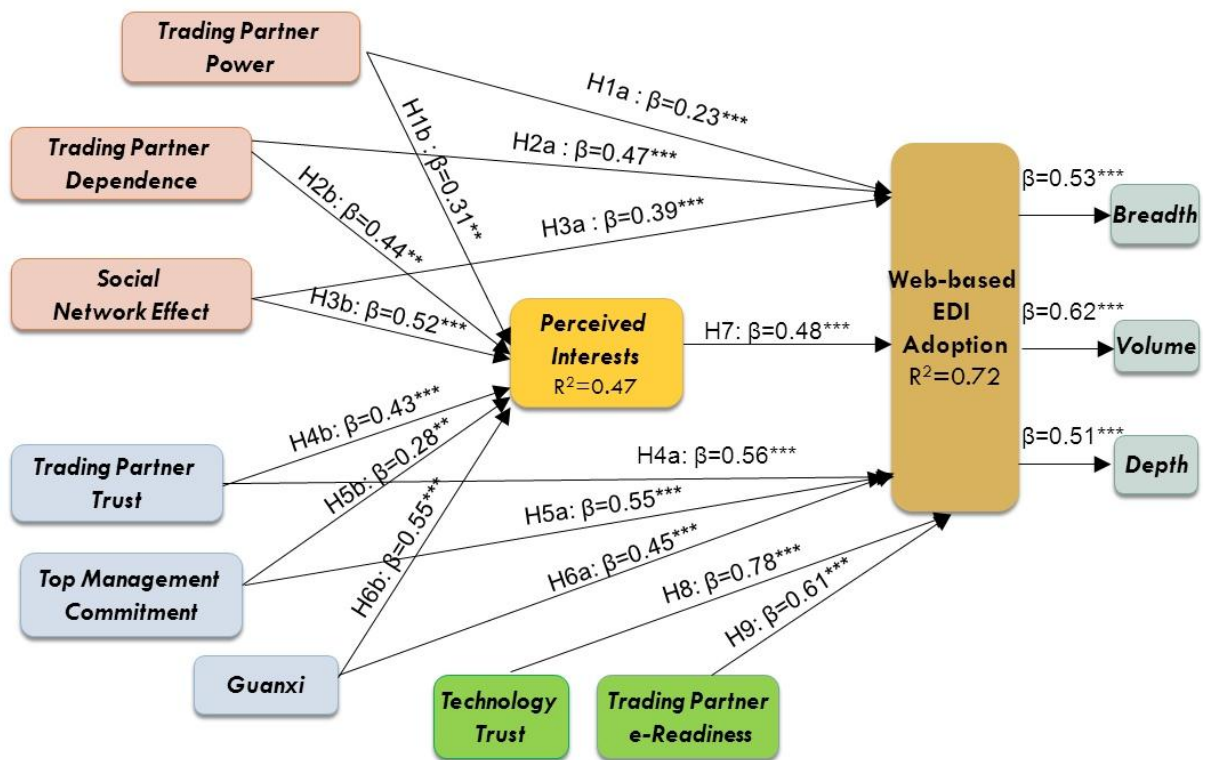 Trading Partner
Power
H1a : β=0.23***
H1b : β=0.31**
Trading Partner
Dependence
H2a : β=0.47***
H2b: β=0.44**
H3a : β=0.39***
Social
Network Effect
H3b: β=0.52***
Perceived
Interests
R²=0.47
H7: β=0.48***
Web-based
EDI
Adoption
R²=0.72
β=0.53***
Breadth
β=0.62***
Volume
β=0.51***
Depth
H4b: β=0.43***
Trading Partner
Trust
H4a: β=0.56***
H5b: β=0.28**
H5a: β=0.55***
Top Management
Commitment
H6b: β=0.55***
H6a: β=0.45***
Guanxi
H8: β=0.78***
H9: β=0.61***
Technology
Trust
Trading Partner
e-Readiness